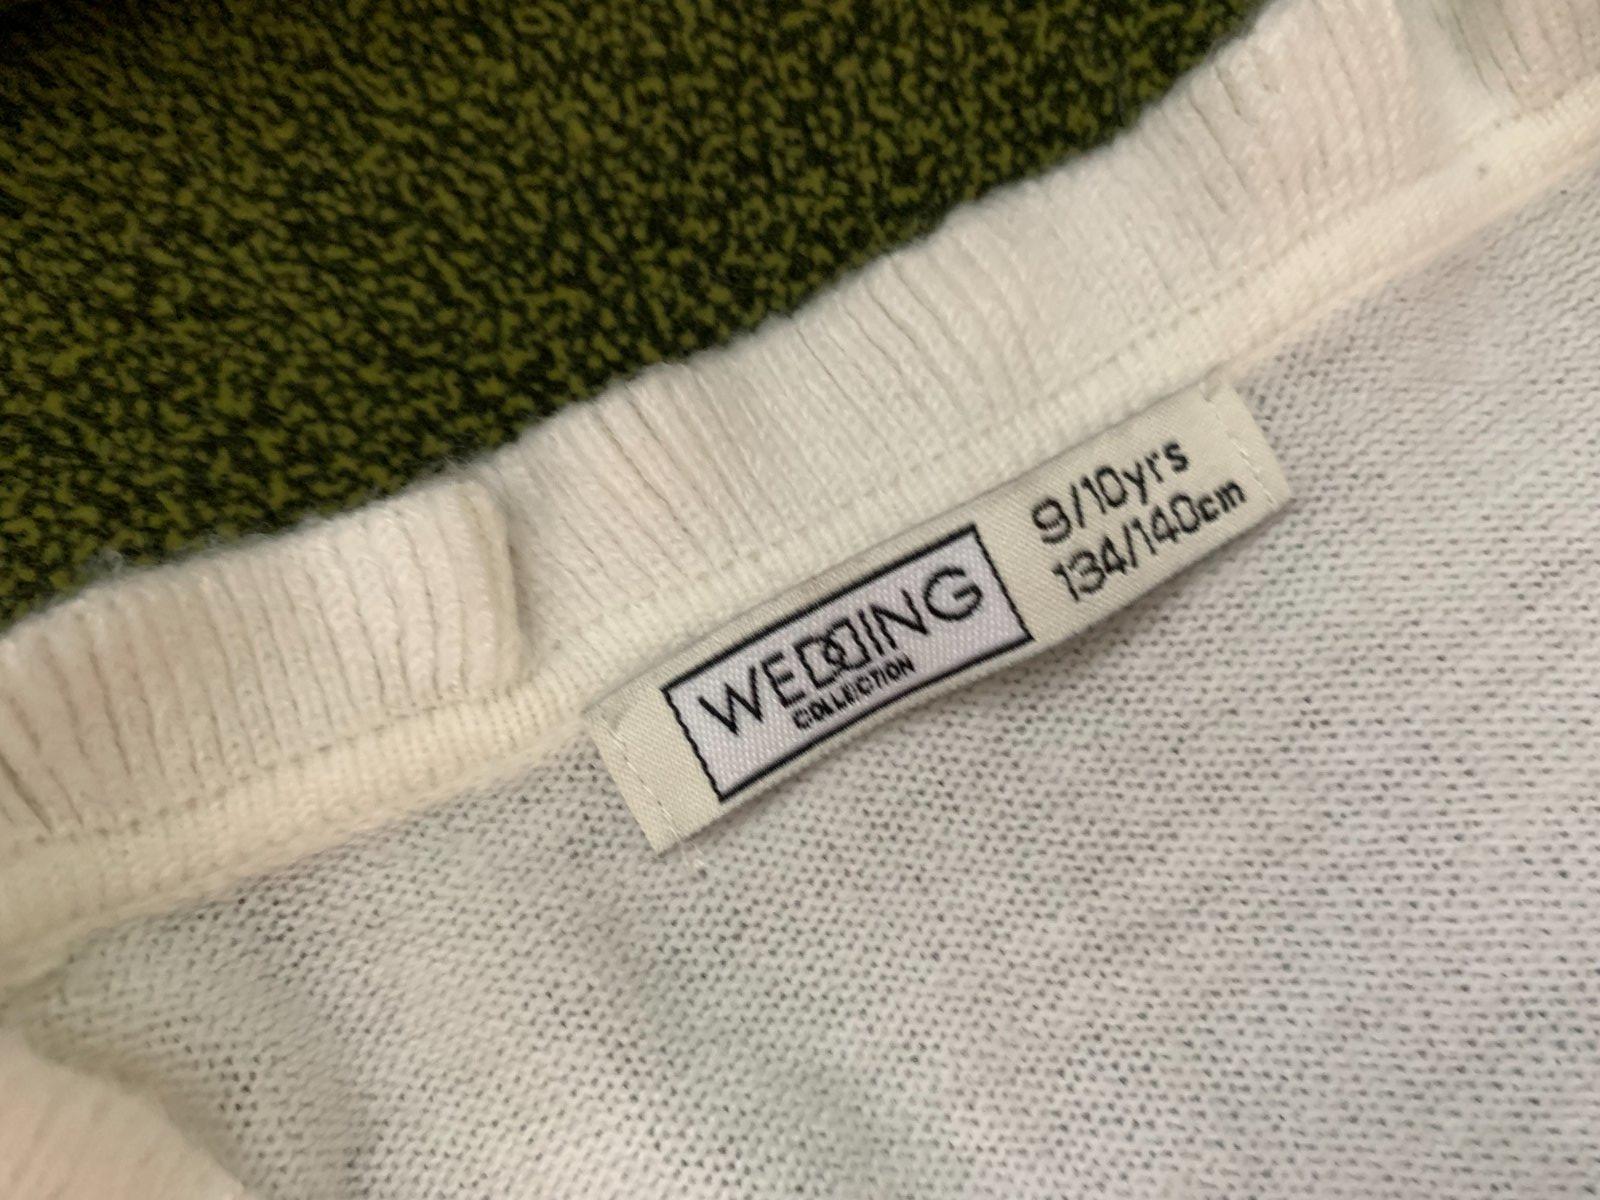 WEDDING
COLLECTION
9/10yrs
134/140cm